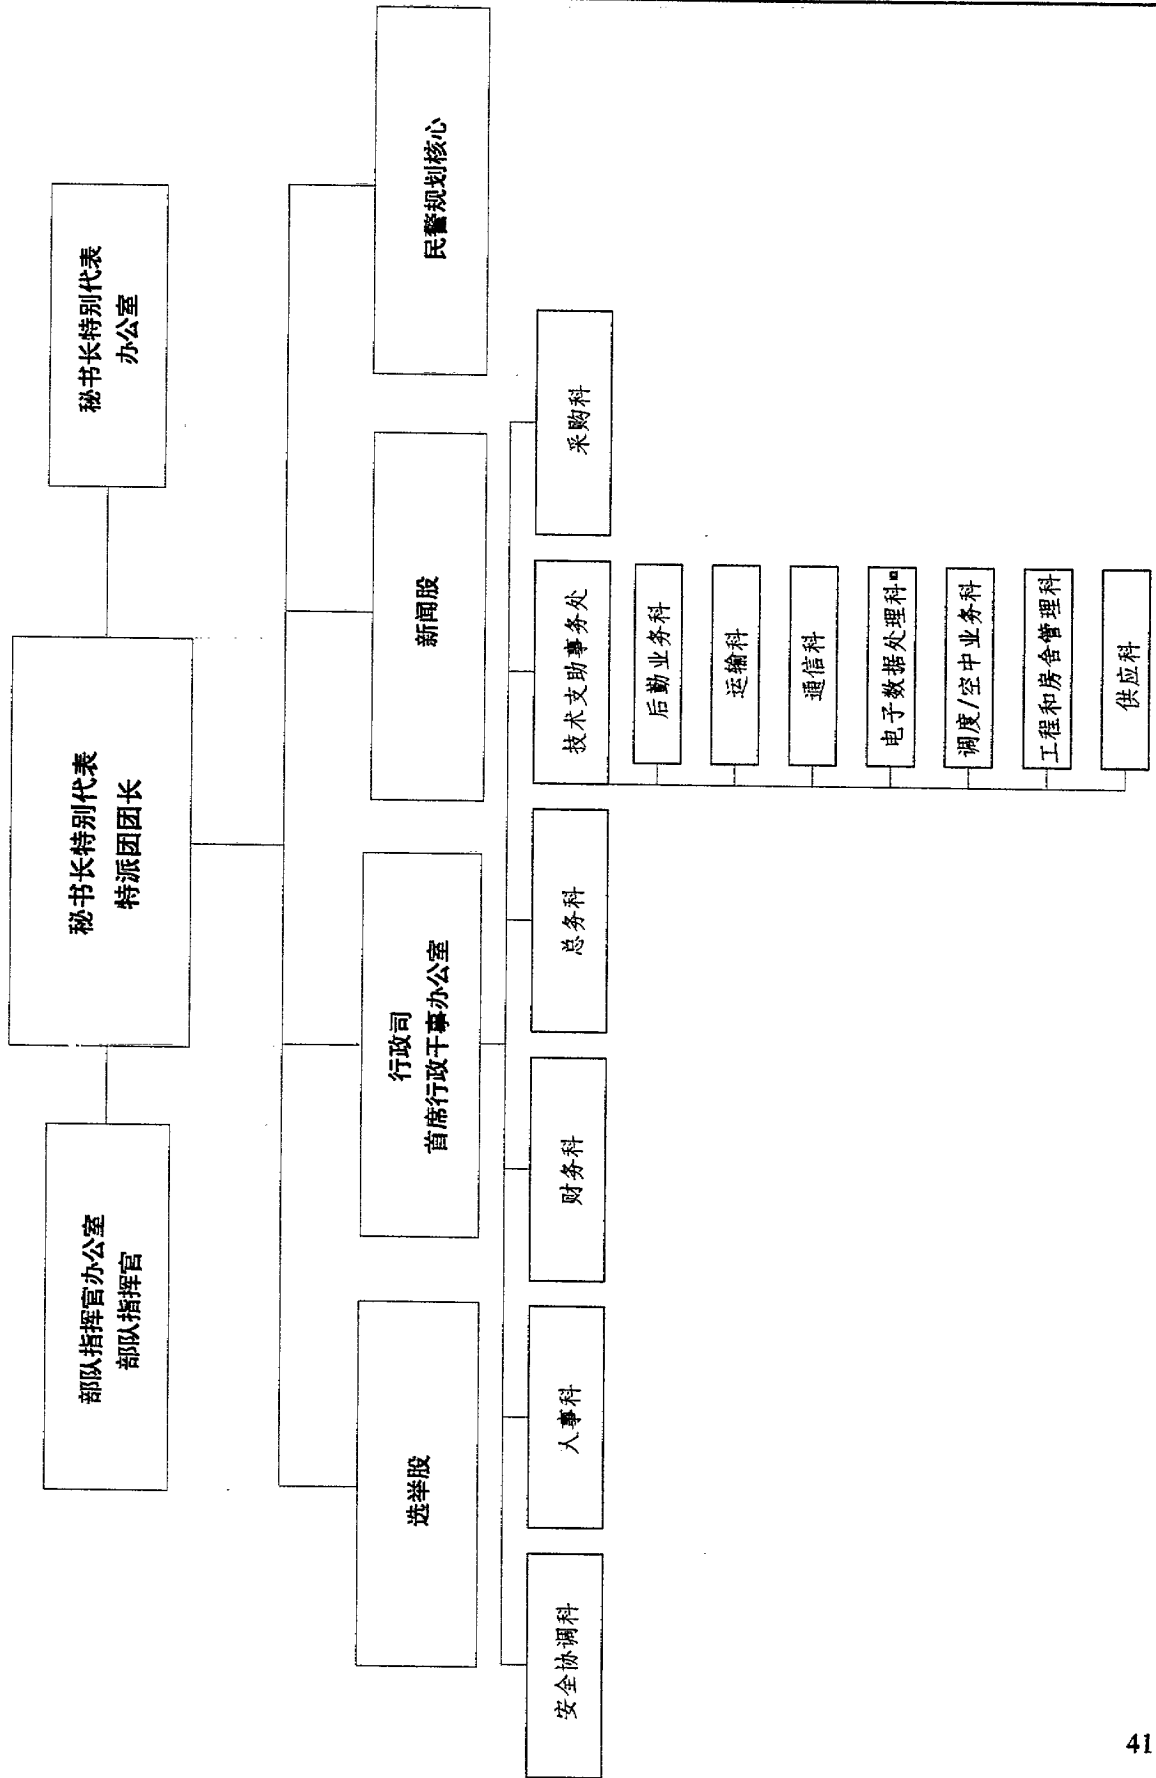 秘书长特别代表
特派团团长
部队指挥官办公室
部队指挥官
秘书长特别代表
办公室
选举股
行政司
首席行政干事办公室
新闻股
民警规划核心
安全协调科
人事科
财务科
总务科
技术支助事务处
采购科
后勤业务科
运输科
通信科
电子数据处理科
调度/空中业务科
工程和房舍管理科
供应科
41